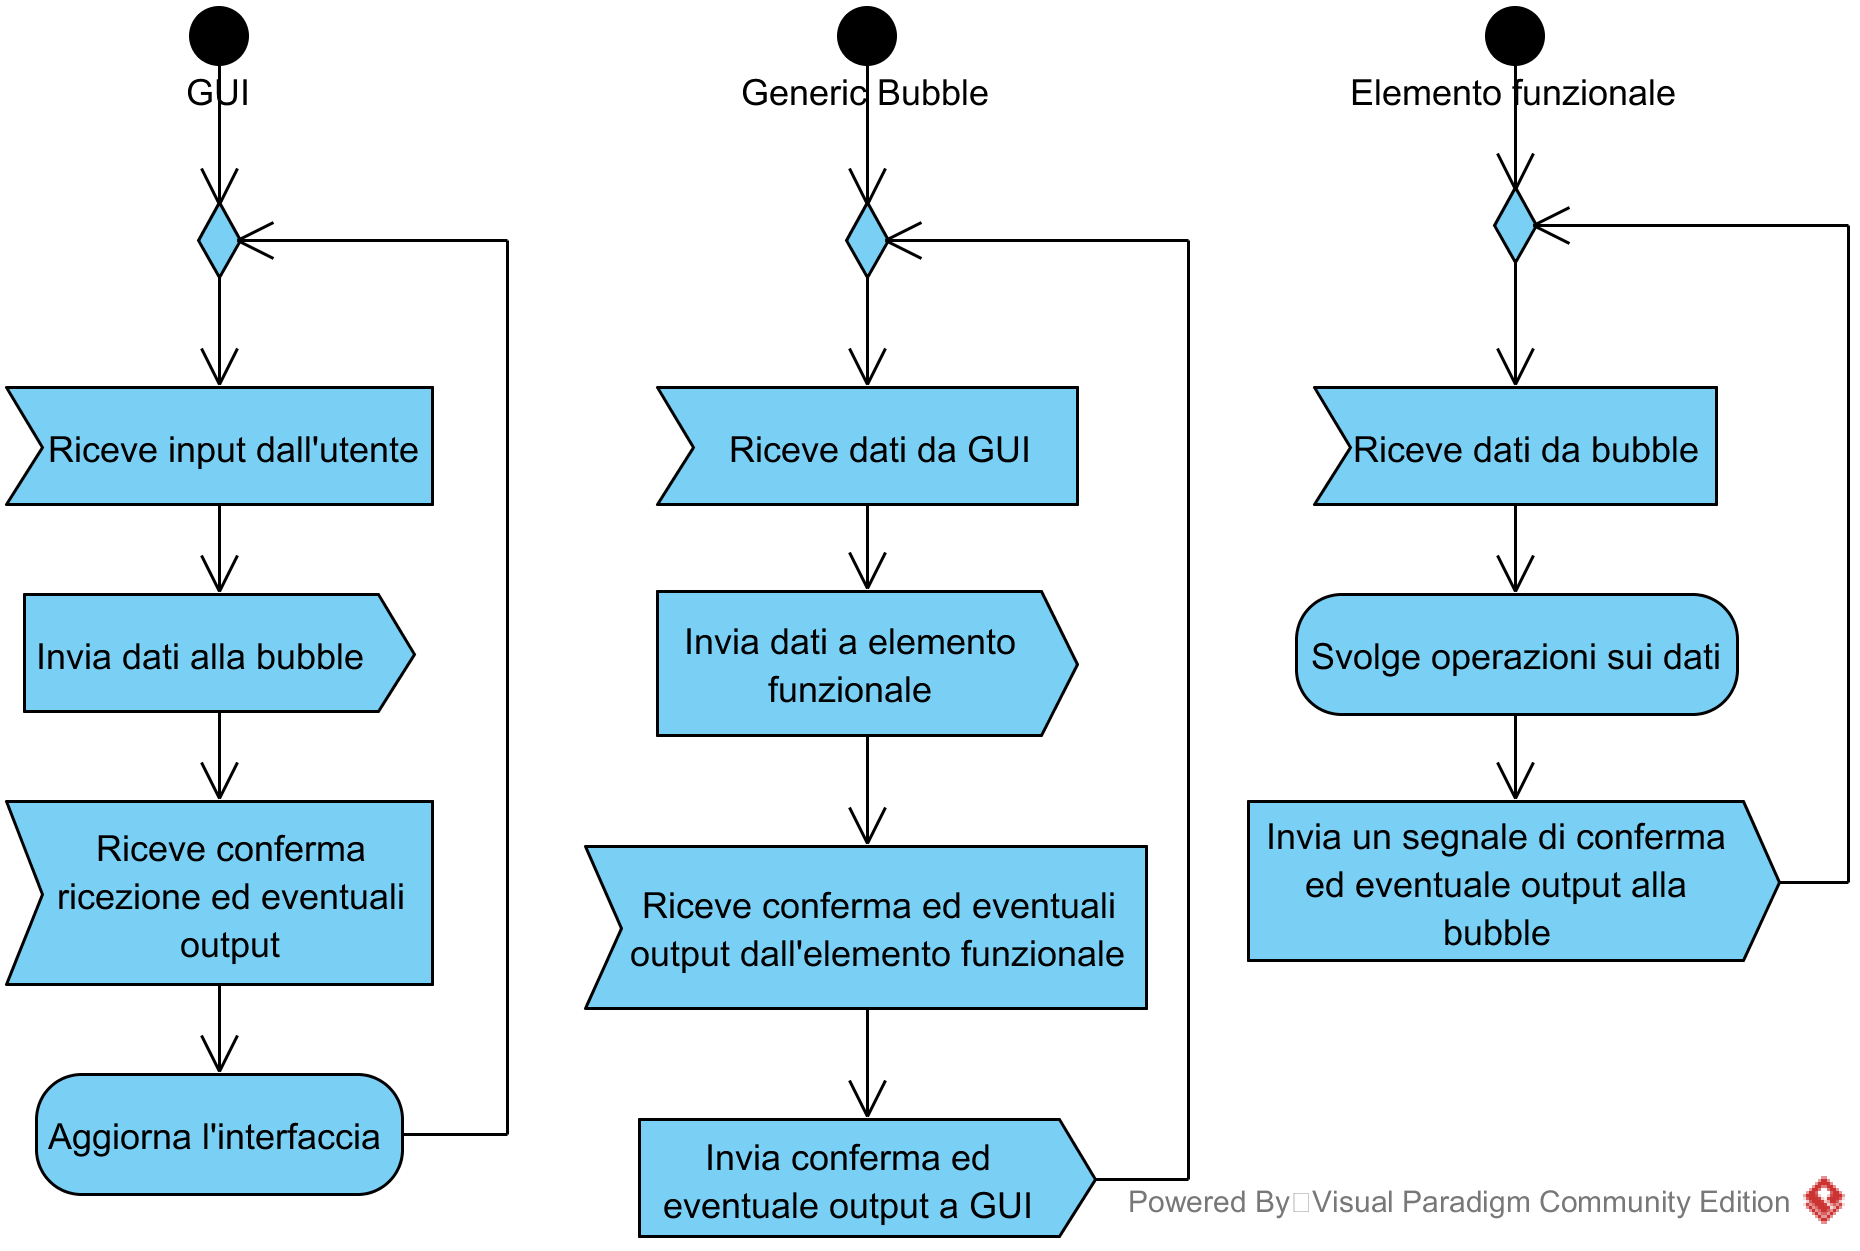 GUI
Riceve input dall'utente
Invia dati alla bubble
Riceve conferma
ricezione ed eventuali
output
Aggiorna l'interfaccia
Generic Bubble
Riceve dati da GUI
Invia dati a elemento
funzionale
Riceve conferma ed eventuali
output dall'elemento funzionale
Invia conferma ed
eventuale output a GUI
Elemento funzionale
Riceve dati da bubble
Svolge operazioni sui dati
Invia un segnale di conferma
ed eventuale output alla
bubble
Powered By Visual Paradigm Community Edition